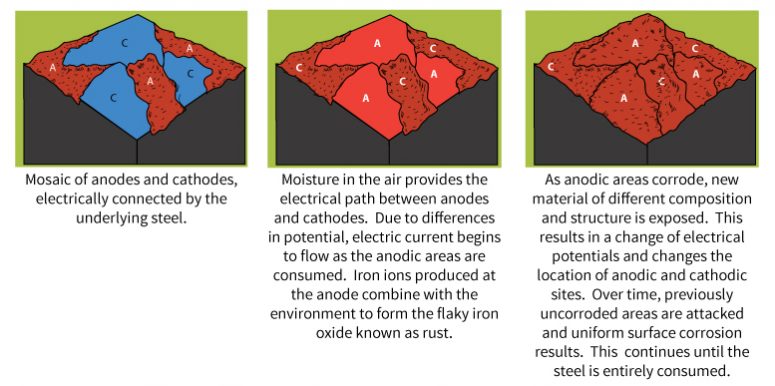 C
A
A
C
C
A
Mosaic of anodes and cathodes,
electrically connected by the
underlying steel.
A
C
C
A
C
A
Moisture in the air provides the
electrical path between anodes
and cathodes. Due to differences
in potential, electric current begins
to flow as the anodic areas are
consumed. Iron ions produced at
the anode combine with the
environment to form the flaky iron
oxide known as rust.
A
C
C
A
C
A
As anodic areas corrode, new
material of different composition
and structure is exposed. This
results in a change of electrical
potentials and changes the
location of anodic and cathodic
sites. Over time, previously
uncorroded areas are attacked
and uniform surface corrosion
results. This continues until the
steel is entirely consumed.